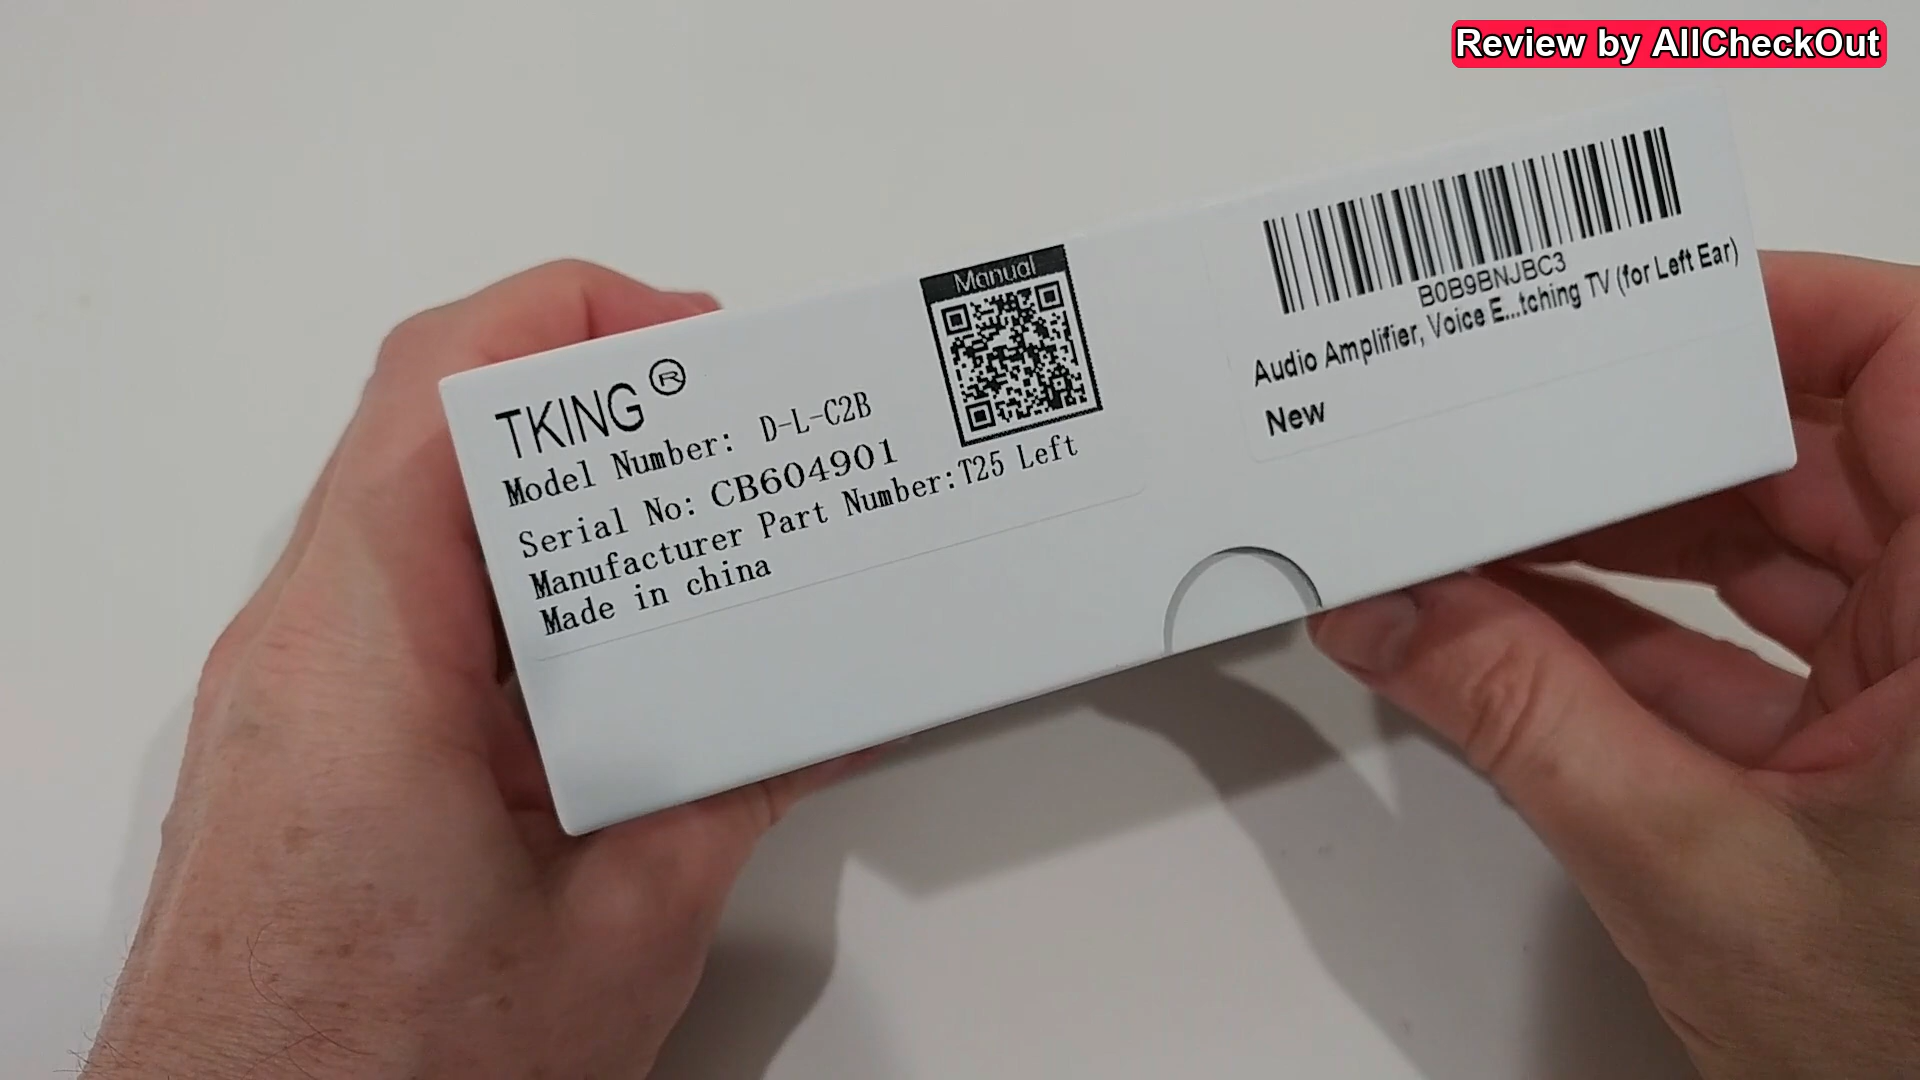 Review by AllCheckOut
TKING ®
Model Number: D-L-C2B
Serial No: CB604901
Manufacturer Part Number:T25 Left
Made in china
Manual
B0B9BNJBC3
Audio Amplifier, Voice E...tching TV (for Left Ear)
New